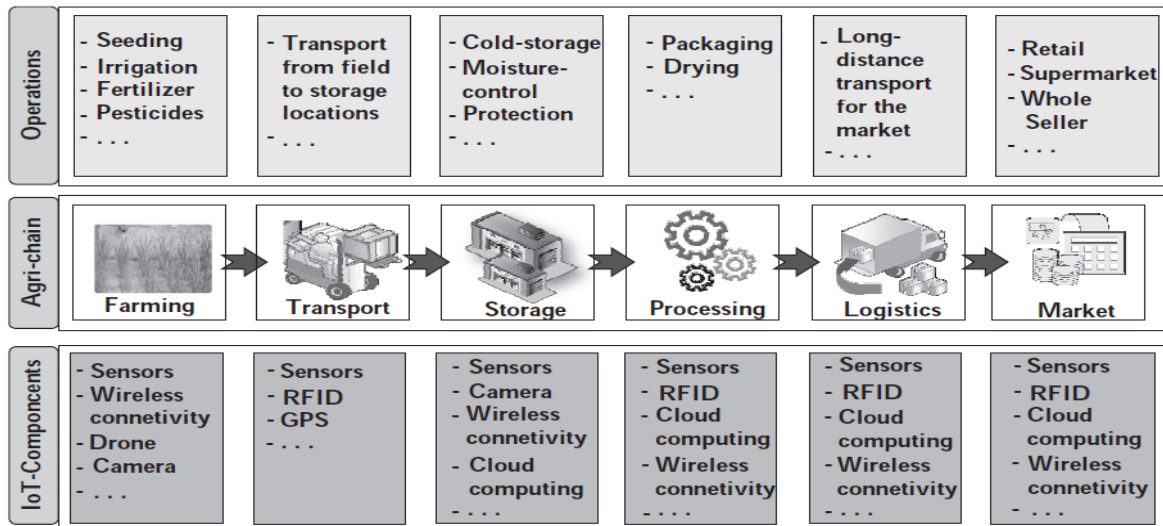 Operations
- Seeding
- Irrigation
- Fertilizer
- Pesticides
- . . .
- Transport
from field
to storage
locations
- . . .
- Cold-storage
- Moisture-
control
- Protection
- . . .
- Packaging
- Drying
- . . .
- Long-
distance
transport
for the
market
- . . .
- Retail
- Supermarket
- Whole
Seller
- . . .
Agri-chain
Farming
Transport
Storage
Processing
Logistics
Market
IoT-Componcents
- Sensors
- Wireless
connetivity
- Drone
- Camera
- . . .
- Sensors
- RFID
- GPS
- . . .
- Sensors
- Camera
- Wireless
connetivity
- Cloud
computing
- . . .
- Sensors
- RFID
- Cloud
computing
- Wireless
connetivity
- . . .
- Sensors
- RFID
- Cloud
computing
- Wireless
connetivity
- . . .
- Sensors
- RFID
- Cloud
computing
- Wireless
connetivity
- . . .